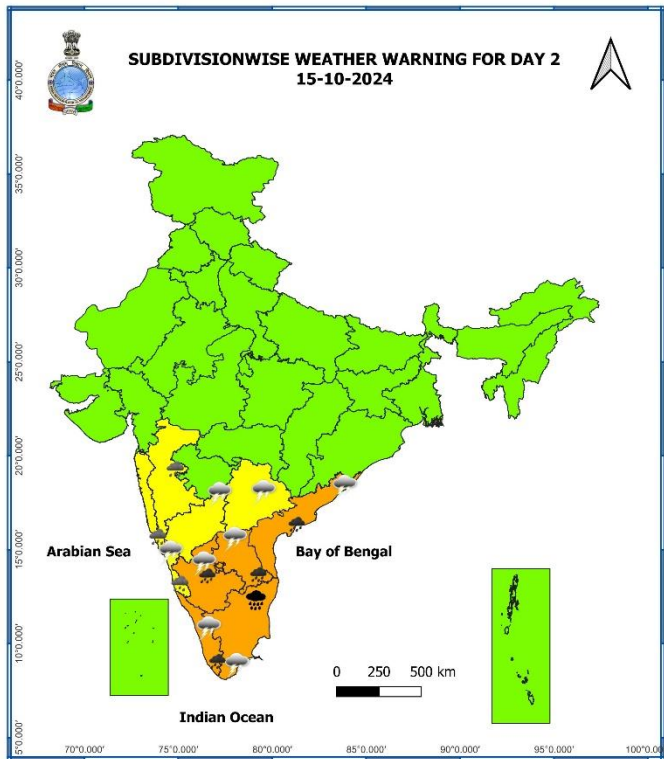 SUBDIVISIONWISE WEATHER WARNING FOR DAY 2
15-10-2024
40°0.000'
35°0.000'
30°0.000'
25°0.000'
20°0.000'
15°0.000'
10°0.000'
5°0.000'
Arabian Sea
Bay of Bengal
0 250 500 km
Indian Ocean
70°0.000' 75°0.000' 80°0.000' 85°0.000' 90°0.000' 95°0.000' 100°0.0